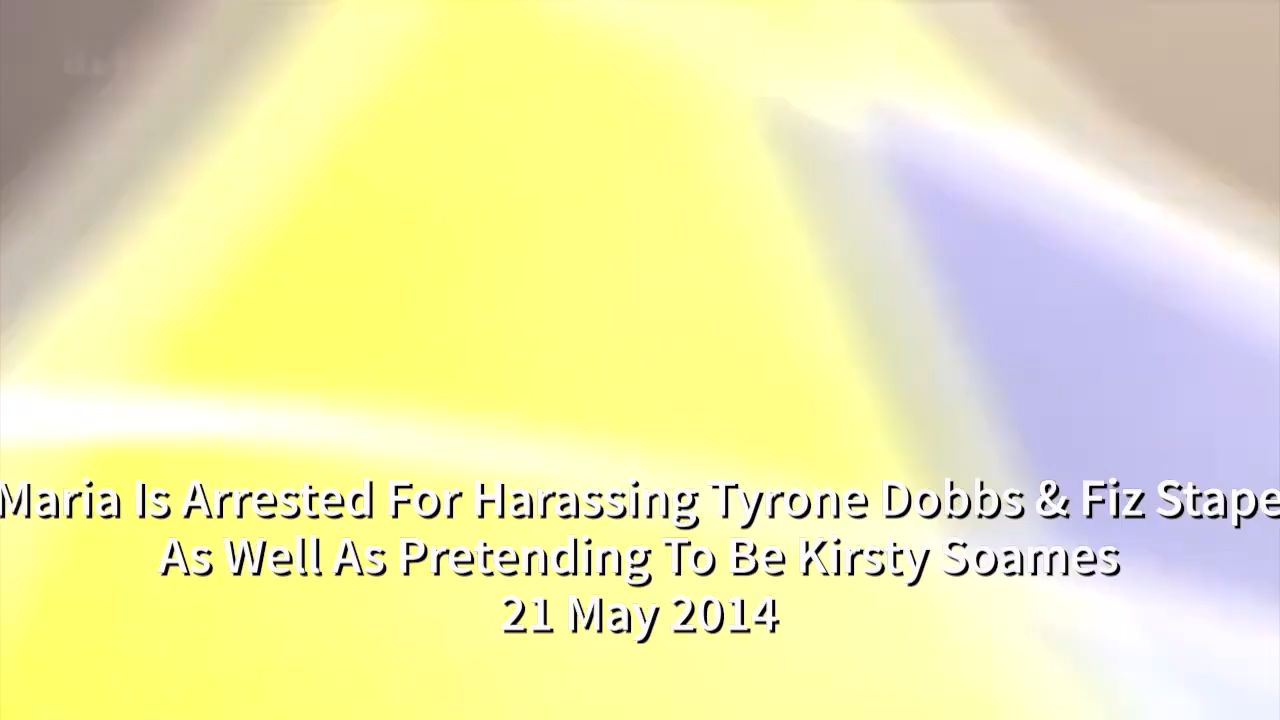 Maria Is Arrested For Harassing Tyrone Dobbs & Fiz Stape
As Well As Pretending To Be Kirsty Soames
21 May 2014